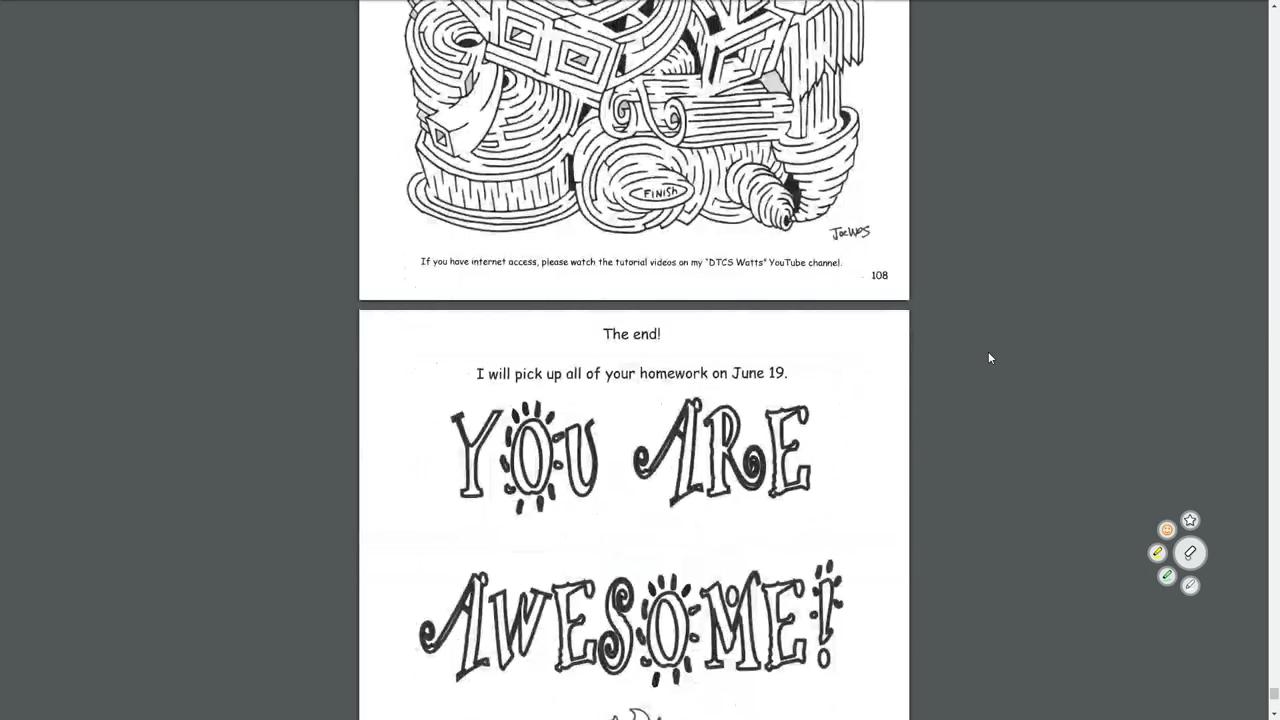 FINISH
JoeWos
If you have internet access, please watch the tutorial videos on my "DTCS Watts" YouTube channel.
108
The end!
I will pick up all of your homework on June 19.
YOU ARE
AWESOME!